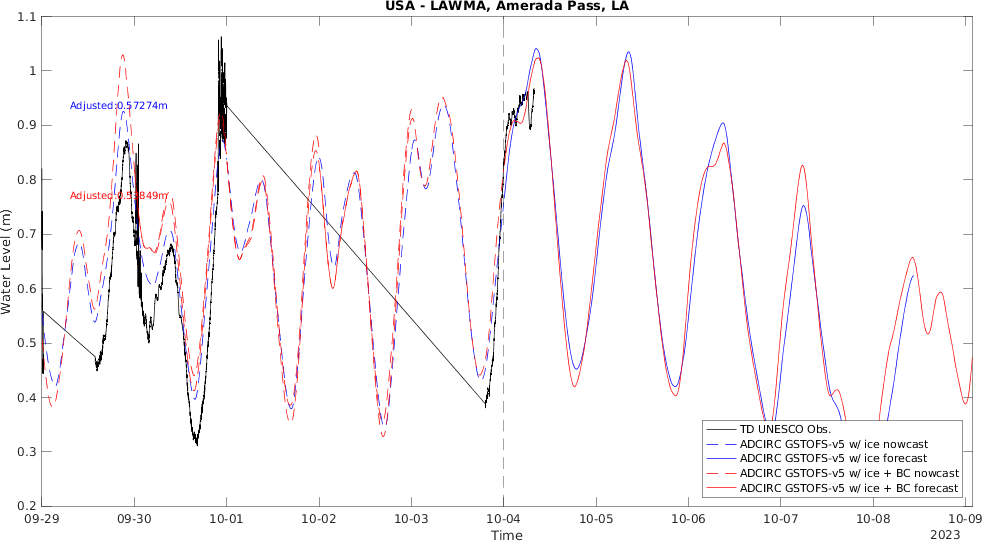 USA - LAWMA, Amerada Pass, LA
1.1
1
0.9
0.8
0.7
0.6
0.5
0.4
0.3
0.2
Water Level (m)
Adjusted:0.57274m
TD UNESCO Obs.
ADCIRC GSTOFS-v5 w/ ice nowcast
ADCIRC GSTOFS-v5 w/ ice forecast
ADCIRC GSTOFS-v5 w/ ice + BC nowcast
ADCIRC GSTOFS-v5 w/ ice + BC forecast
09-29 09-30 10-01 10-02 10-03 10-04 10-05 10-06 10-07 10-08 10-09
Time
2023